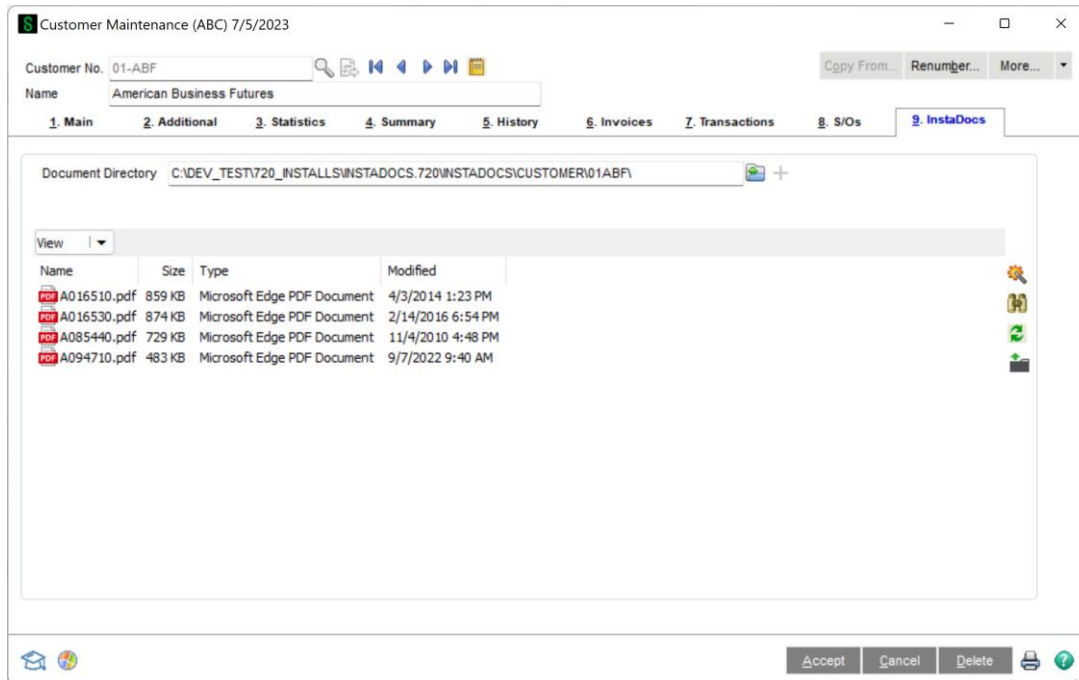 S Customer Maintenance (ABC) 7/5/2023
Customer No. 01-ABF Copy From... Renumber... More...
Name American Business Futures
1. Main 2. Additional 3. Statistics 4. Summary 5. History 6. Invoices 7. Transactions 8. S/Os 9. InstaDocs
Document Directory C:\DEV_TEST\720_INSTALLS\INSTADOCS.720\INSTADOCS\CUSTOMER\01ABF\
View
Name Size Type Modified
PDF A016510.pdf 859 KB Microsoft Edge PDF Document 4/3/2014 1:23 PM
PDF A016530.pdf 874 KB Microsoft Edge PDF Document 2/14/2016 6:54 PM
PDF A085440.pdf 729 KB Microsoft Edge PDF Document 11/4/2010 4:48 PM
PDF A094710.pdf 483 KB Microsoft Edge PDF Document 9/7/2022 9:40 AM
Accept Cancel Delete ?